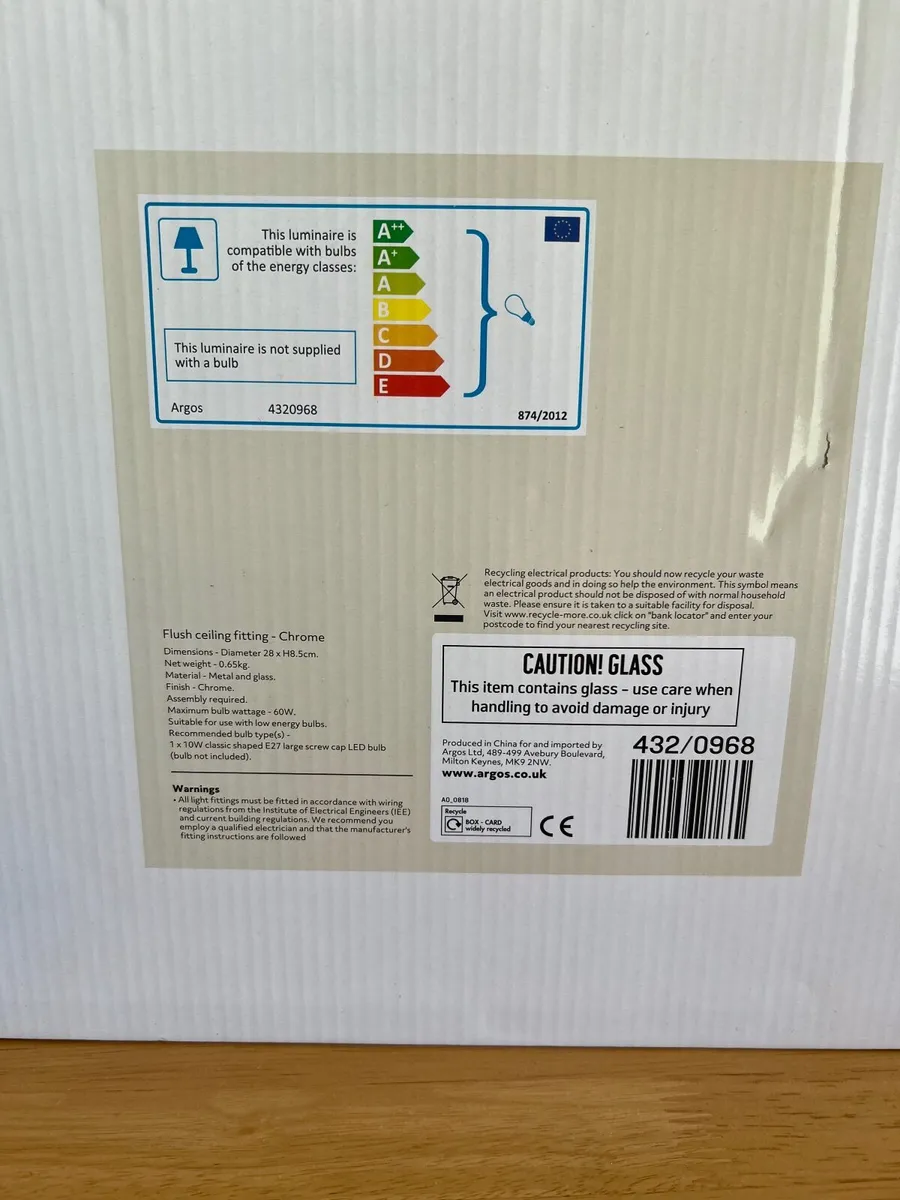 This luminaire is
compatible with bulbs
of the energy classes:
A++
A+
A
B
C
D
E
This luminaire is not supplied
with a bulb
Argos 4320968
874/2012
Recycling electrical products: You should now recycle your waste
electrical goods and in doing so help the environment. This symbol means
an electrical product should not be disposed of with normal household
waste. Please ensure it is taken to a suitable facility for disposal.
Visit www.recycle-more.co.uk click on "bank locator" and enter your
postcode to find your nearest recycling site.
Flush ceiling fitting - Chrome
Dimensions - Diameter 28 x H8.5cm.
Net weight - 0.65kg.
Material - Metal and glass.
Finish - Chrome.
Assembly required.
Maximum bulb wattage - 60W.
Suitable for use with low energy bulbs.
Recommended bulb type(s) -
1 x 10W classic shaped E27 large screw cap LED bulb
(bulb not included).
Warnings
• All light fittings must be fitted in accordance with wiring
regulations from the Institute of Electrical Engineers (IEE)
and current building regulations. We recommend you
employ a qualified electrician and that the manufacturer's
fitting instructions are followed
CAUTION! GLASS
This item contains glass – use care when
handling to avoid damage or injury
Produced in China for and imported by
Argos Ltd, 489-499 Avebury Boulevard,
Milton Keynes, MK9 2NW.
www.argos.co.uk
432/0968
AO_0818
Recycle
BOX - CARD
widely recycled
CE